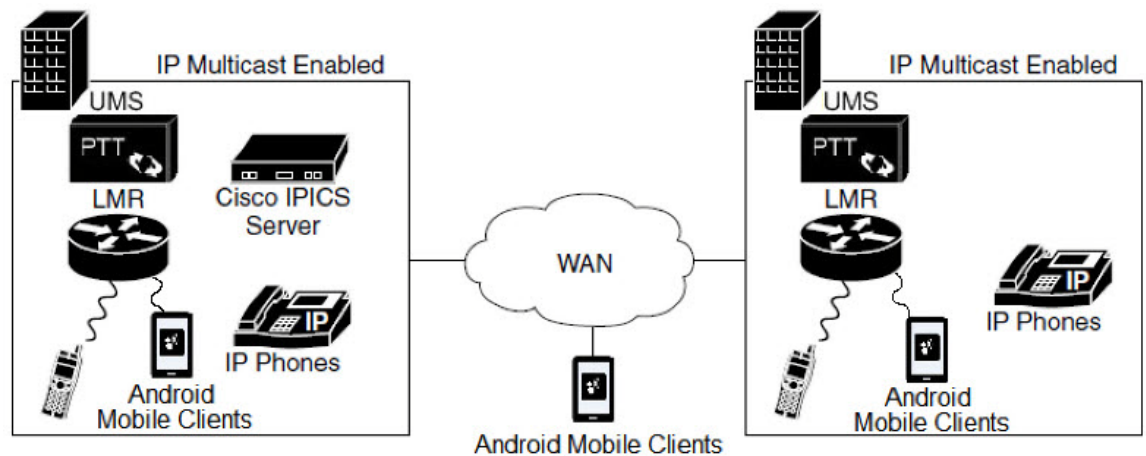 IP Multicast Enabled
UMS
PTT
LMR
Cisco IPICS
Server
IP
IP Phones
Android
Mobile Clients
WAN
Android Mobile Clients
IP Multicast Enabled
UMS
PTT
LMR
IP
IP Phones
Android
Mobile Clients